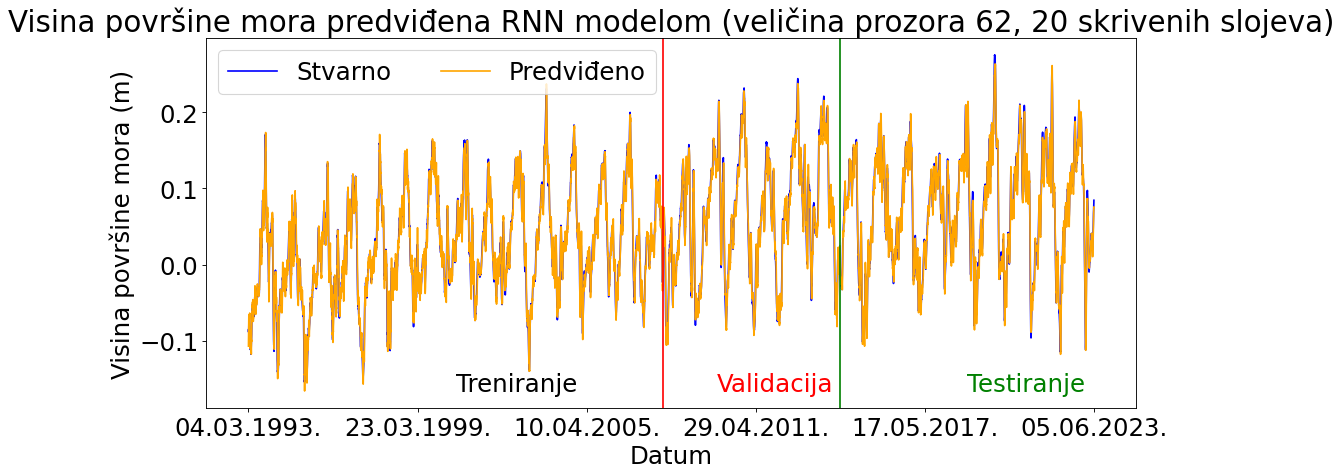 Visina površine mora predviđena RNN modelom (veličina prozora 62, 20 skrivenih slojeva)
Stvarno Predviđeno
Visina površine mora (m)
0.2
0.1
0.0
−0.1
Treniranje Validacija Testiranje
04.03.1993. 23.03.1999. 10.04.2005. 29.04.2011. 17.05.2017. 05.06.2023.
Datum